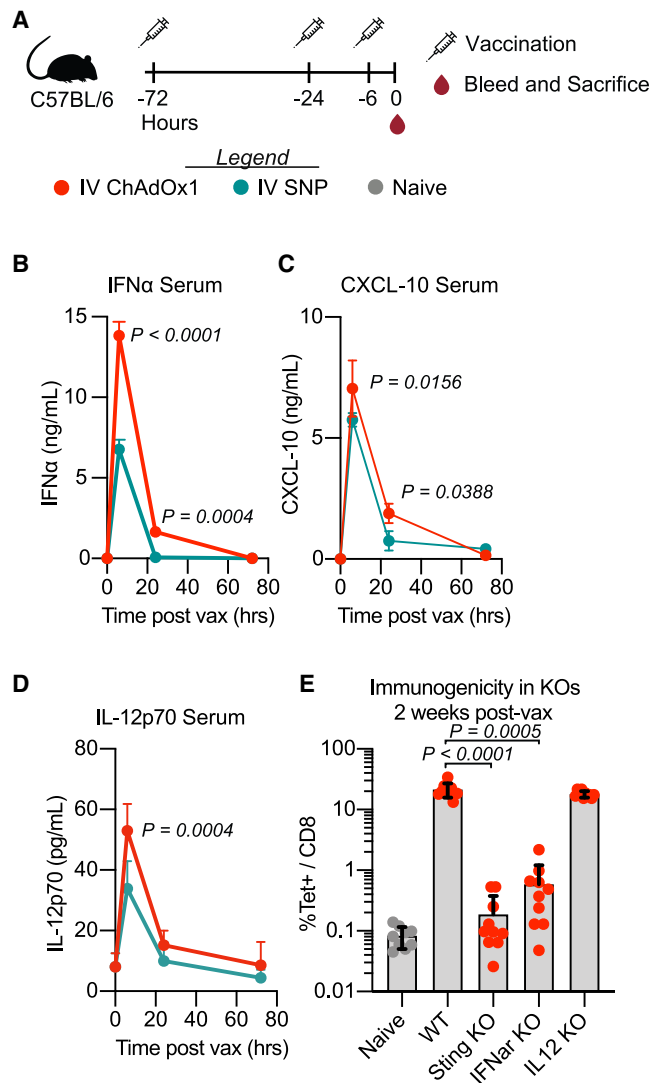 A
C57BL/6
-72
-24
-6
0
Hours
Vaccination
Bleed and Sacrifice
Legend
IV ChAdOx1
IV SNP
Naive
B
IFNα Serum
15
10
5
0
IFNα (ng/mL)
P < 0.0001
P = 0.0004
0 20 40 60 80
Time post vax (hrs)
C
CXCL-10 Serum
10
5
0
CXCL-10 (ng/mL)
P = 0.0156
P = 0.0388
0 20 40 60 80
Time post vax (hrs)
D
IL-12p70 Serum
80
60
40
20
0
IL-12p70 (pg/mL)
P = 0.0004
0 20 40 60 80
Time post vax (hrs)
E
Immunogenicity in KOs
2 weeks post-vax
P = 0.0005
P < 0.0001
100
10
1
0.1
0.01
%Tet+ / CD8
Naive
WT
Sting KO
IFNar KO
IL12 KO